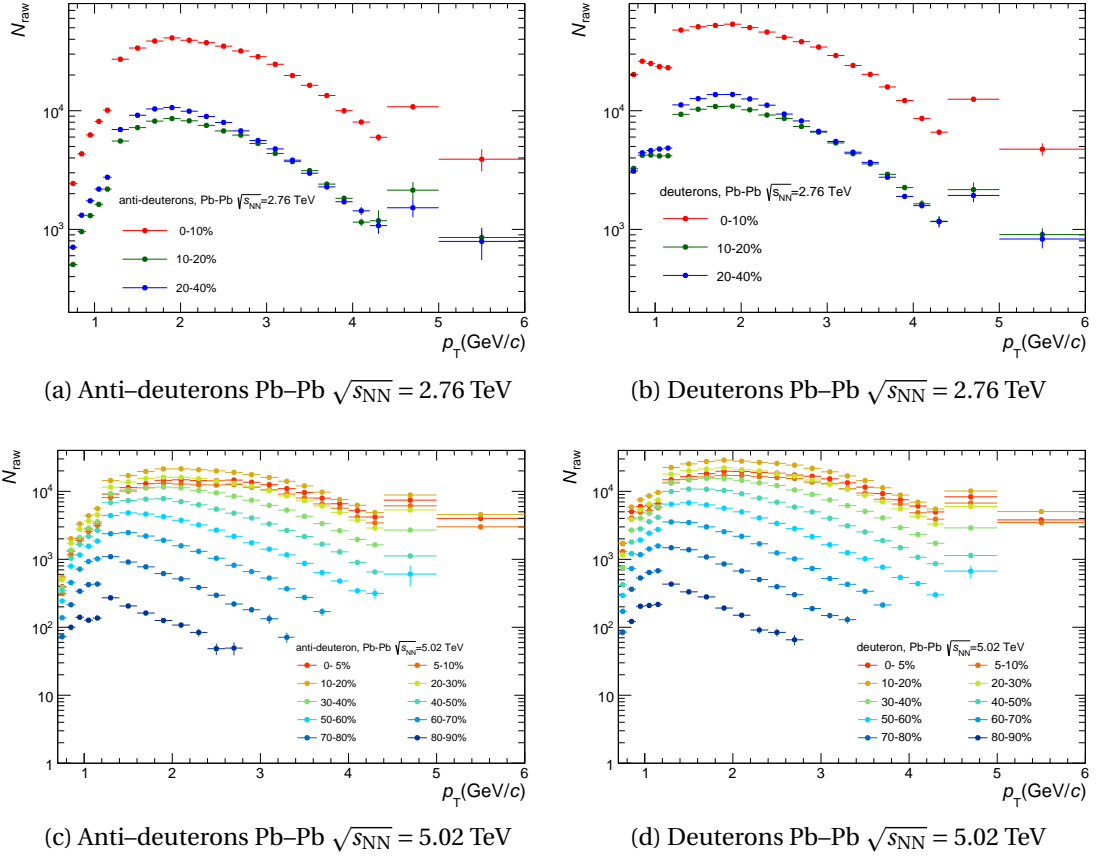 N_raw
10^4
10^3
anti-deuterons, Pb-Pb √s_NN=2.76 TeV
0-10%
10-20%
20-40%
1 2 3 4 5 6
p_T(GeV/c)
(a) Anti–deuterons Pb–Pb √s_NN = 2.76 TeV
N_raw
10^4
10^3
deuterons, Pb-Pb √s_NN=2.76 TeV
0-10%
10-20%
20-40%
1 2 3 4 5 6
p_T(GeV/c)
(b) Deuterons Pb–Pb √s_NN = 2.76 TeV
N_raw
10^4
10^3
10^2
10
1
anti-deuteron, Pb-Pb √s_NN=5.02 TeV
0- 5% 5-10%
10-20% 20-30%
30-40% 40-50%
50-60% 60-70%
70-80% 80-90%
1 2 3 4 5 6
p_T(GeV/c)
(c) Anti–deuterons Pb–Pb √s_NN = 5.02 TeV
N_raw
10^4
10^3
10^2
10
1
deuteron, Pb-Pb √s_NN=5.02 TeV
0- 5% 5-10%
10-20% 20-30%
30-40% 40-50%
50-60% 60-70%
70-80% 80-90%
1 2 3 4 5 6
p_T(GeV/c)
(d) Deuterons Pb–Pb √s_NN = 5.02 TeV